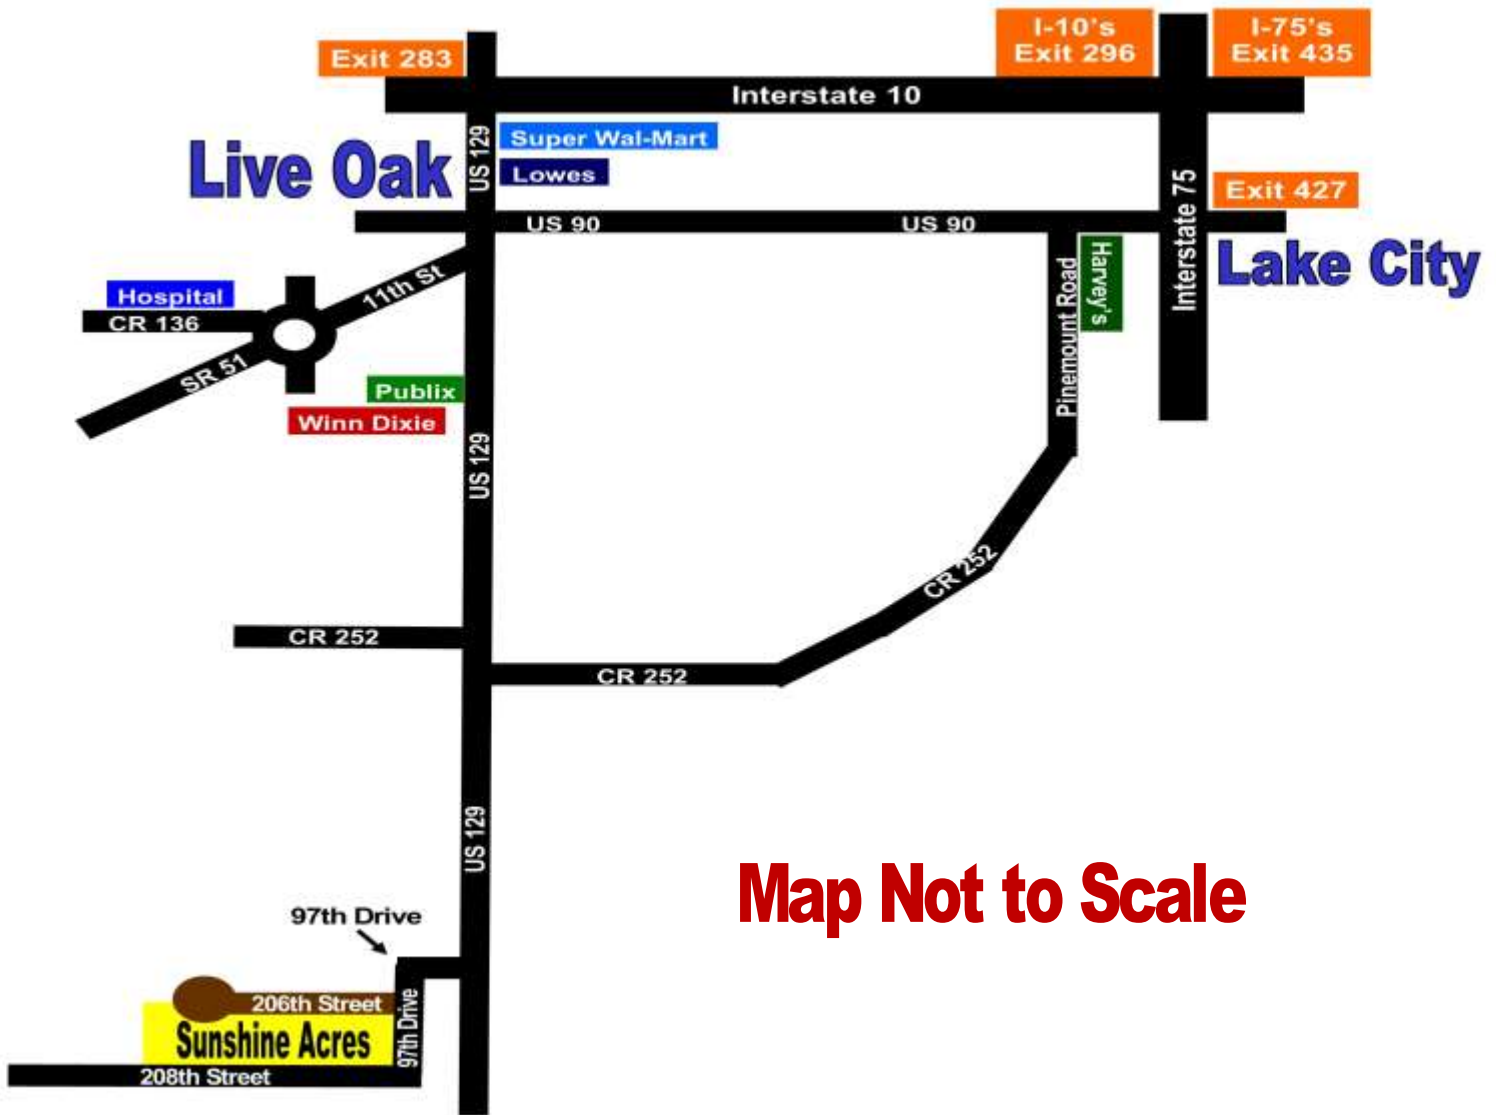 I-10's
Exit 296
I-75's
Exit 435
Exit 283
Interstate 10
US 129
Super Wal-Mart
Live Oak
Lowes
Interstate 75
Exit 427
US 90
US 90
Lake City
Harvey's
Pinemount Road
11th St
Hospital
CR 136
SR 51
Publix
Winn Dixie
US 129
CR 252
CR 252
CR 252
US 129
Map Not to Scale
97th Drive
206th Street
97th Drive
Sunshine Acres
208th Street